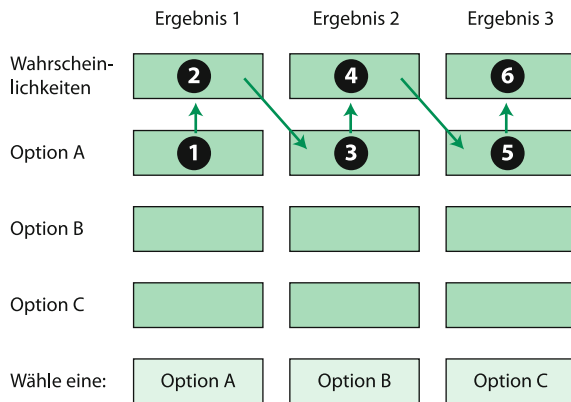 Ergebnis 1 Ergebnis 2 Ergebnis 3
Wahrschein-
lichkeiten
2 4 6
Option A
1 3 5
Option B
Option C
Wähle eine: Option A Option B Option C